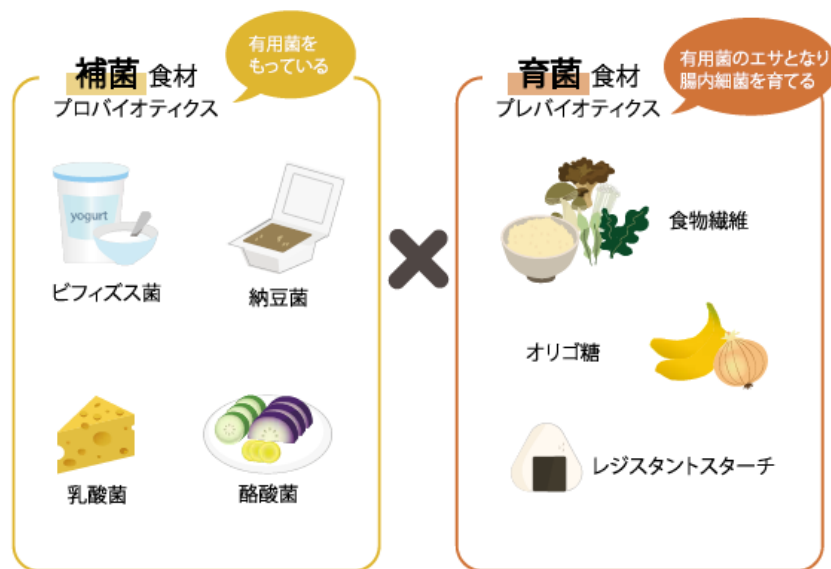 有用菌を
もっている
補菌 食材
プロバイオティクス
yogurt
ビフィズス菌
納豆菌
乳酸菌
酪酸菌
有用菌のエサとなり
腸内細菌を育てる
育菌 食材
プレバイオティクス
食物繊維
オリゴ糖
レジスタントスターチ